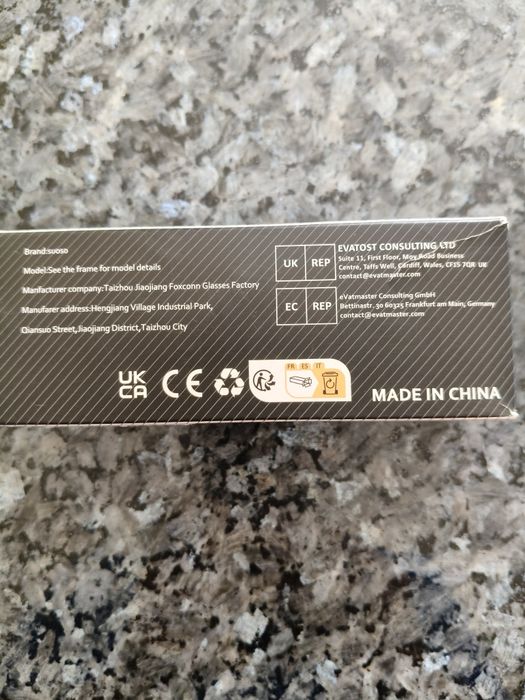 Brand:suoso
Model:See the frame for model details
Manfacturer company:Taizhou Jiaojiang Foxconn Glasses Factory
Manufarer address:Hengjiang Village Industrial Park,
Qiansuo Street,Jiaojiang District,Taizhou City
UK REP
EVATOST CONSULTING LTD
Suite 11, First Floor, Moy Road Business
Centre, Taffs Well, Cardiff, Wales, CF15 7QR UK
contact@evatmaster.com
EC REP
eVatmaster Consulting GmbH
Bettinastr. 30 60325 Frankfurt am Main, Germany
contact@evatmaster.com
UK
CA
CE
FR ES IT
MADE IN CHINA